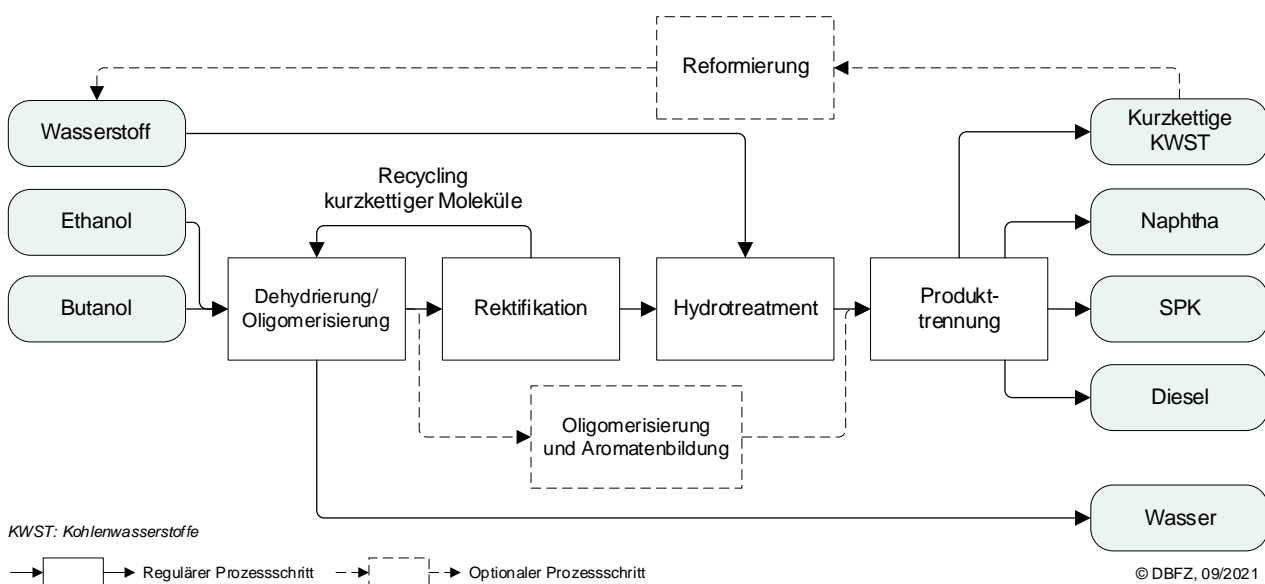 Reformierung
Wasserstoff
Kurzkettige
KWST
Recycling
kurzkettiger Moleküle
Ethanol
Naphtha
Butanol
Dehydrierung/
Oligomerisierung
Rektifikation
Hydrotreatment
Produkt-
trennung
SPK
Diesel
Oligomerisierung
und Aromatenbildung
Wasser
KWST: Kohlenwasserstoffe
Regulärer Prozessschritt
Optionaler Prozessschritt
© DBFZ, 09/2021